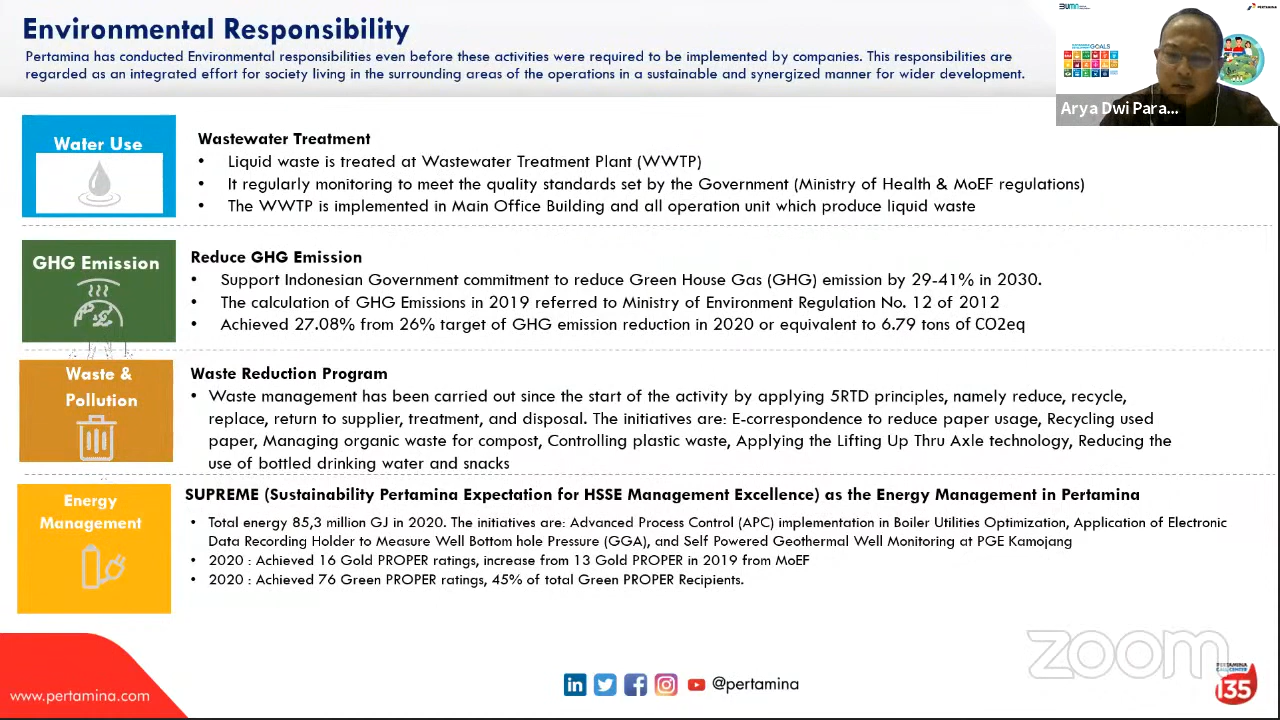 Environmental Responsibility
Pertamina has conducted Environmental responsibilities even before these activities were required to be implemented by companies. This responsibilities are
regarded as an integrated effort for society living in the surrounding areas of the operations in a sustainable and synergized manner for wider development.
BUMN
PERTAMINA
GOALS
Arya Dwi Para...
Water Use
Wastewater Treatment
• Liquid waste is treated at Wastewater Treatment Plant (WWTP)
• It regularly monitoring to meet the quality standards set by the Government (Ministry of Health & MoEF regulations)
• The WWTP is implemented in Main Office Building and all operation unit which produce liquid waste
GHG Emission
Reduce GHG Emission
• Support Indonesian Government commitment to reduce Green House Gas (GHG) emission by 29-41% in 2030.
• The calculation of GHG Emissions in 2019 referred to Ministry of Environment Regulation No. 12 of 2012
• Achieved 27.08% from 26% target of GHG emission reduction in 2020 or equivalent to 6.79 tons of CO2eq
Waste &
Pollution
Waste Reduction Program
• Waste management has been carried out since the start of the activity by applying 5RTD principles, namely reduce, recycle,
replace, return to supplier, treatment, and disposal. The initiatives are: E-correspondence to reduce paper usage, Recycling used
paper, Managing organic waste for compost, Controlling plastic waste, Applying the Lifting Up Thru Axle technology, Reducing the
use of bottled drinking water and snacks
Energy
Management
SUPREME (Sustainability Pertamina Expectation for HSSE Management Excellence) as the Energy Management in Pertamina
• Total energy 85,3 million GJ in 2020. The initiatives are: Advanced Process Control (APC) implementation in Boiler Utilities Optimization, Application of Electronic
Data Recording Holder to Measure Well Bottom hole Pressure (GGA), and Self Powered Geothermal Well Monitoring at PGE Kamojang
• 2020 : Achieved 16 Gold PROPER ratings, increase from 13 Gold PROPER in 2019 from MoEF
• 2020 : Achieved 76 Green PROPER ratings, 45% of total Green PROPER Recipients.
www.pertamina.com
@pertamina
zoom
PERTAMINA
CALL CENTER
135